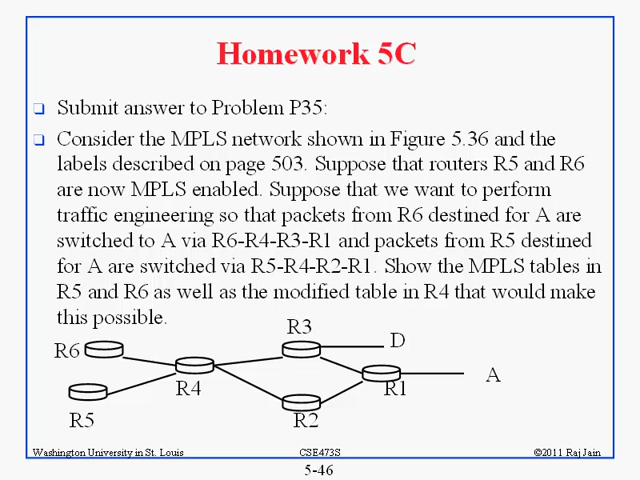 Homework 5C
Submit answer to Problem P35:
Consider the MPLS network shown in Figure 5.36 and the
labels described on page 503. Suppose that routers R5 and R6
are now MPLS enabled. Suppose that we want to perform
traffic engineering so that packets from R6 destined for A are
switched to A via R6-R4-R3-R1 and packets from R5 destined
for A are switched via R5-R4-R2-R1. Show the MPLS tables in
R5 and R6 as well as the modified table in R4 that would make
this possible.
R3
D
R6
A
R4
R1
R5
R2
Washington University in St. Louis
CSE473S
©2011 Raj Jain
5-46